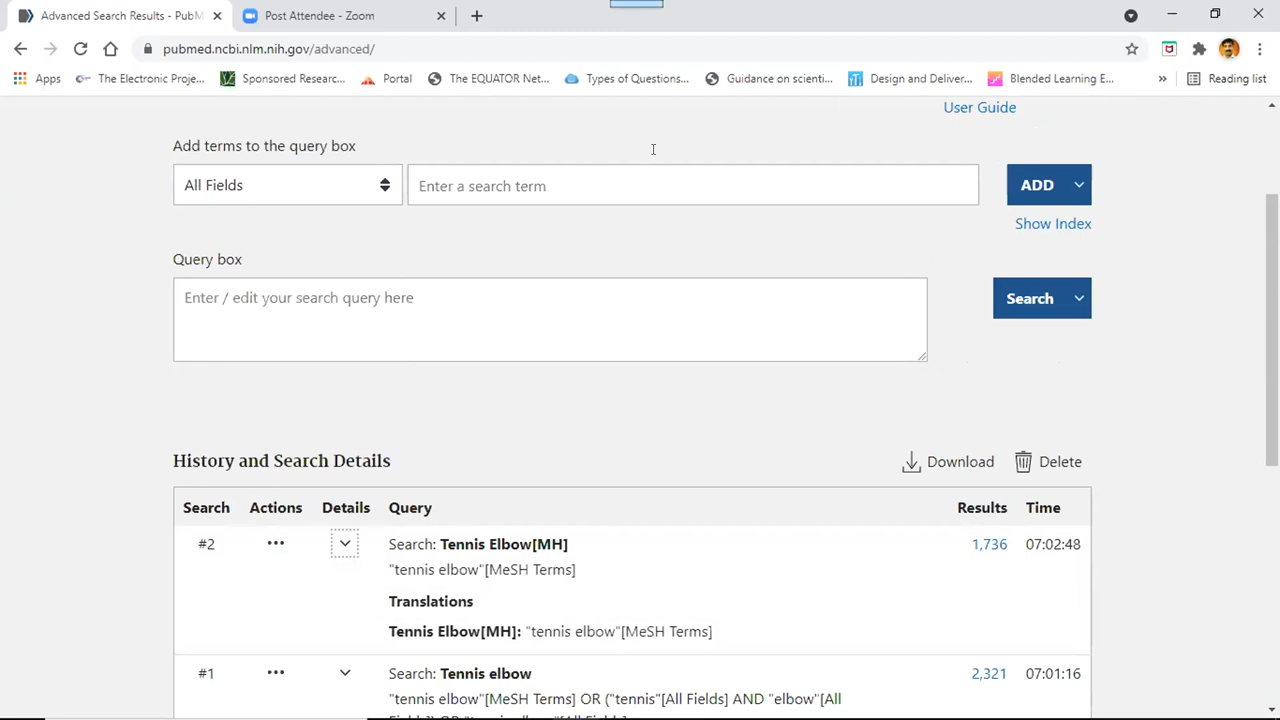 Advanced Search Results - PubM
Post Attendee - Zoom
pubmed.ncbi.nlm.nih.gov/advanced/
Apps
The Electronic Proje...
Sponsored Researc...
Portal
The EQUATOR Net...
Types of Questions...
Guidance on scienti...
Design and Deliver...
Blended Learning E...
»
Reading list
User Guide
Add terms to the query box
All Fields
Enter a search term
ADD
Show Index
Query box
Enter / edit your search query here
Search
History and Search Details
Download
Delete
Search Actions Details Query Results Time
#2 ... Search: Tennis Elbow[MH] 1,736 07:02:48
"tennis elbow"[MeSH Terms]
Translations
Tennis Elbow[MH]: "tennis elbow"[MeSH Terms]
#1 ... Search: Tennis elbow 2,321 07:01:16
"tennis elbow"[MeSH Terms] OR ("tennis"[All Fields] AND "elbow"[All